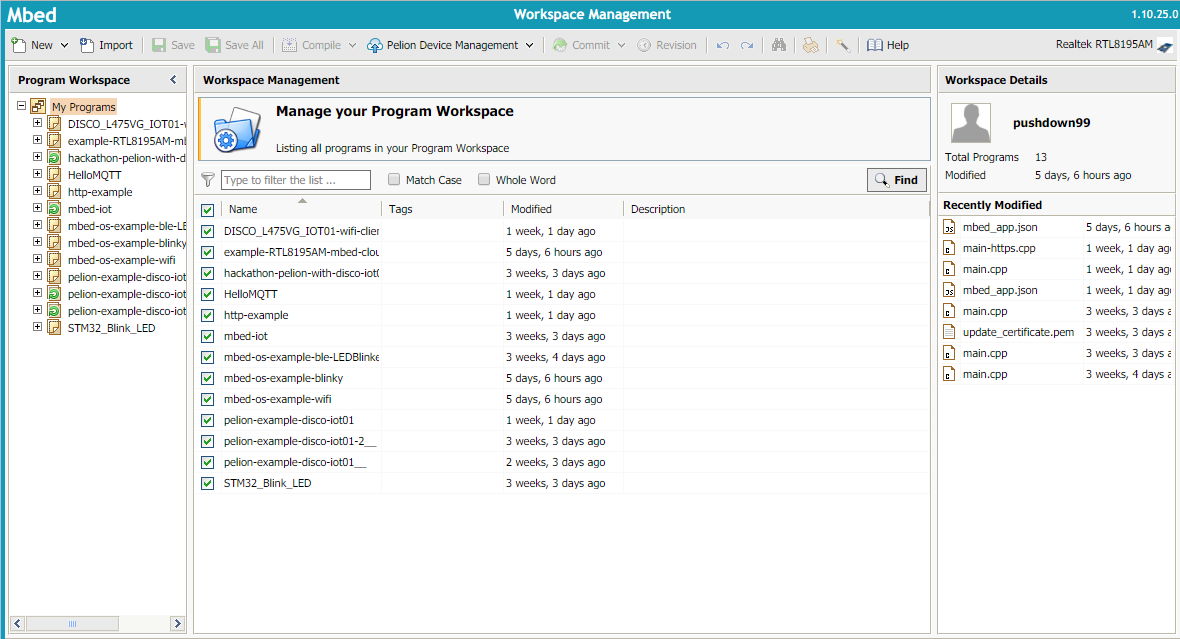 Mbed Workspace Management 1.10.25.0
New Import Save Save All Compile Pelion Device Management Commit Revision Help Realtek RTL8195AM
Program Workspace
My Programs
DISCO_L475VG_IOT01-w
example-RTL8195AM-mb
hackathon-pelion-with-d
HelloMQTT
http-example
mbed-iot
mbed-os-example-ble-LE
mbed-os-example-blinky
mbed-os-example-wifi
pelion-example-disco-iot
pelion-example-disco-iot
pelion-example-disco-iot
STM32_Blink_LED
Workspace Management
Manage your Program Workspace
Listing all programs in your Program Workspace
Type to filter the list ... Match Case Whole Word Find
Name Tags Modified Description
DISCO_L475VG_IOT01-wifi-clien 1 week, 1 day ago
example-RTL8195AM-mbed-clou 5 days, 6 hours ago
hackathon-pelion-with-disco-iot0 3 weeks, 3 days ago
HelloMQTT 1 week, 1 day ago
http-example 1 week, 1 day ago
mbed-iot 3 weeks, 3 days ago
mbed-os-example-ble-LEDBlinke 3 weeks, 4 days ago
mbed-os-example-blinky 5 days, 6 hours ago
mbed-os-example-wifi 5 days, 6 hours ago
pelion-example-disco-iot01 1 week, 1 day ago
pelion-example-disco-iot01-2__ 3 weeks, 3 days ago
pelion-example-disco-iot01__ 2 weeks, 3 days ago
STM32_Blink_LED 3 weeks, 3 days ago
Workspace Details
pushdown99
Total Programs 13
Modified 5 days, 6 hours ago
Recently Modified
mbed_app.json 5 days, 6 hours a
main-https.cpp 1 week, 1 day ago
main.cpp 1 week, 1 day ago
mbed_app.json 1 week, 1 day ago
main.cpp 3 weeks, 3 days a
update_certificate.pem 3 weeks, 3 days a
main.cpp 3 weeks, 3 days a
main.cpp 3 weeks, 4 days a